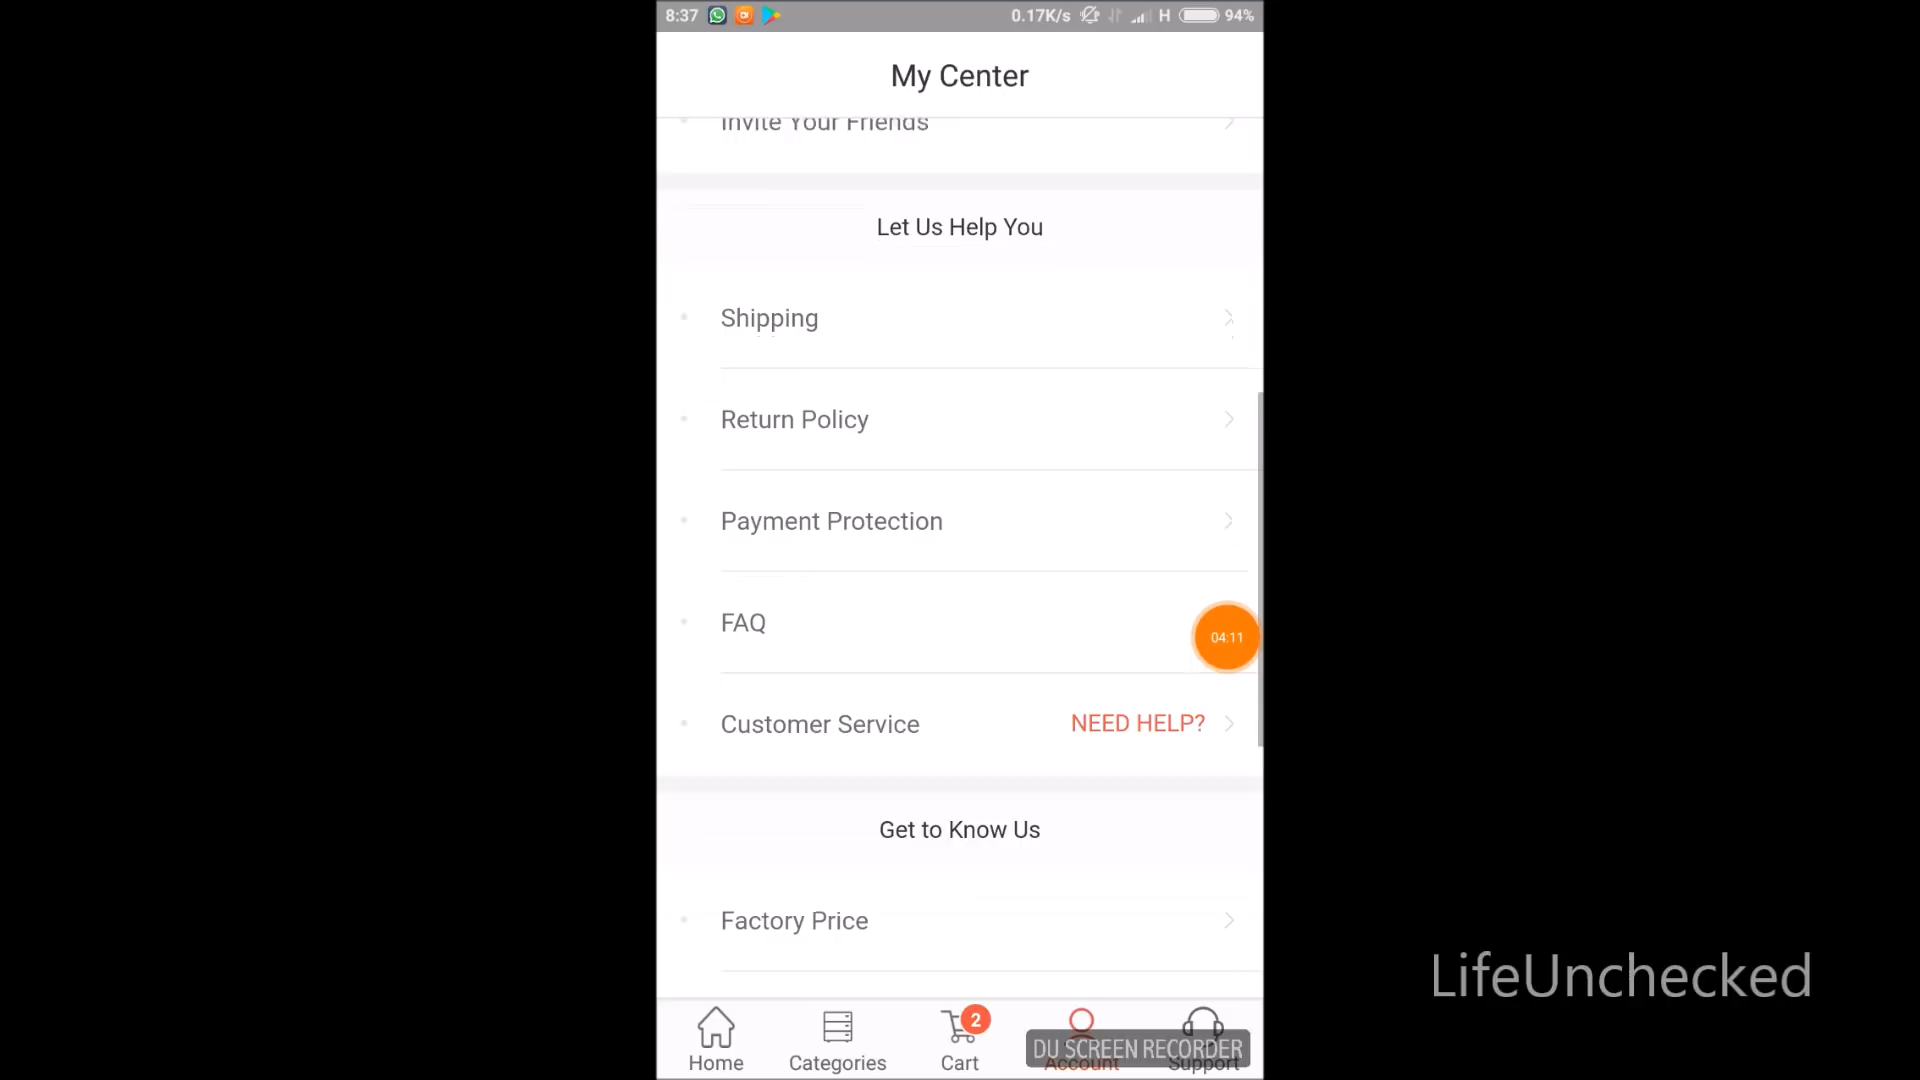 8:37 0.17K/s H 94%
My Center
Invite Your Friends
Let Us Help You
Shipping
Return Policy
Payment Protection
FAQ
04:11
Customer Service NEED HELP?
Get to Know Us
Factory Price
LifeUnchecked
2
DU SCREEN RECORDER
Home Categories Cart Account Support